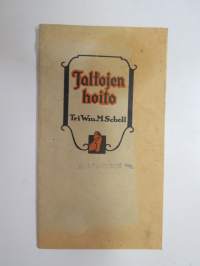 Jalkojen
hoito
Tri Wm. M. Scholl